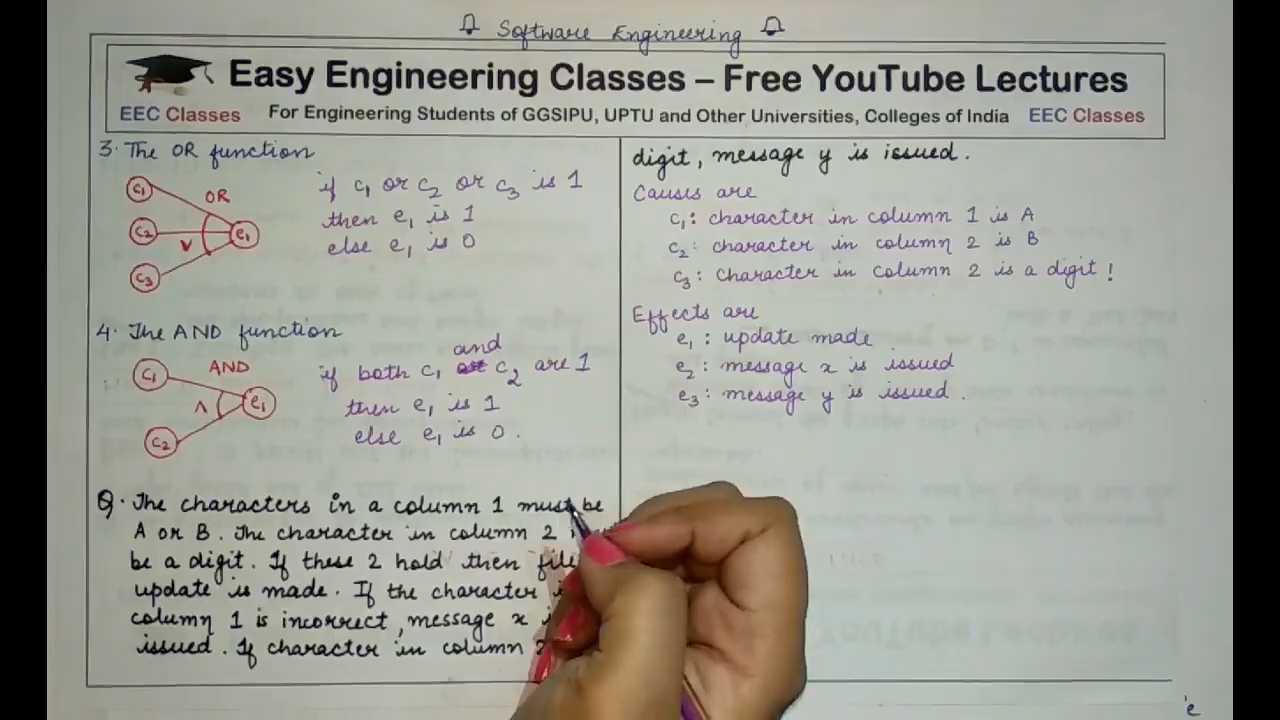 Software Engineering
Easy Engineering Classes – Free YouTube Lectures
EEC Classes For Engineering Students of GGSIPU, UPTU and Other Universities, Colleges of India EEC Classes
3. The OR function
C1
C2
C3
OR
V
e1
if c1 or c2 or c3 is 1
then e1 is 1
else e1 is 0
4. The AND function
C1
C2
AND
Λ
e1
and
if both c1 c2 are 1
then e1 is 1
else e1 is 0.
Q. The characters in a column 1 must be
A or B. The character in column 2
be a digit. If these 2 hold then file
update is made. If the character
column 1 is incorrect, message x
issued. If character in column 2
digit, message y is issued.
Causes are
c1: character in column 1 is A
c2: character in column 2 is B
c3: character in column 2 is a digit!
Effects are
e1: update made
e2: message x is issued
e3: message y is issued.